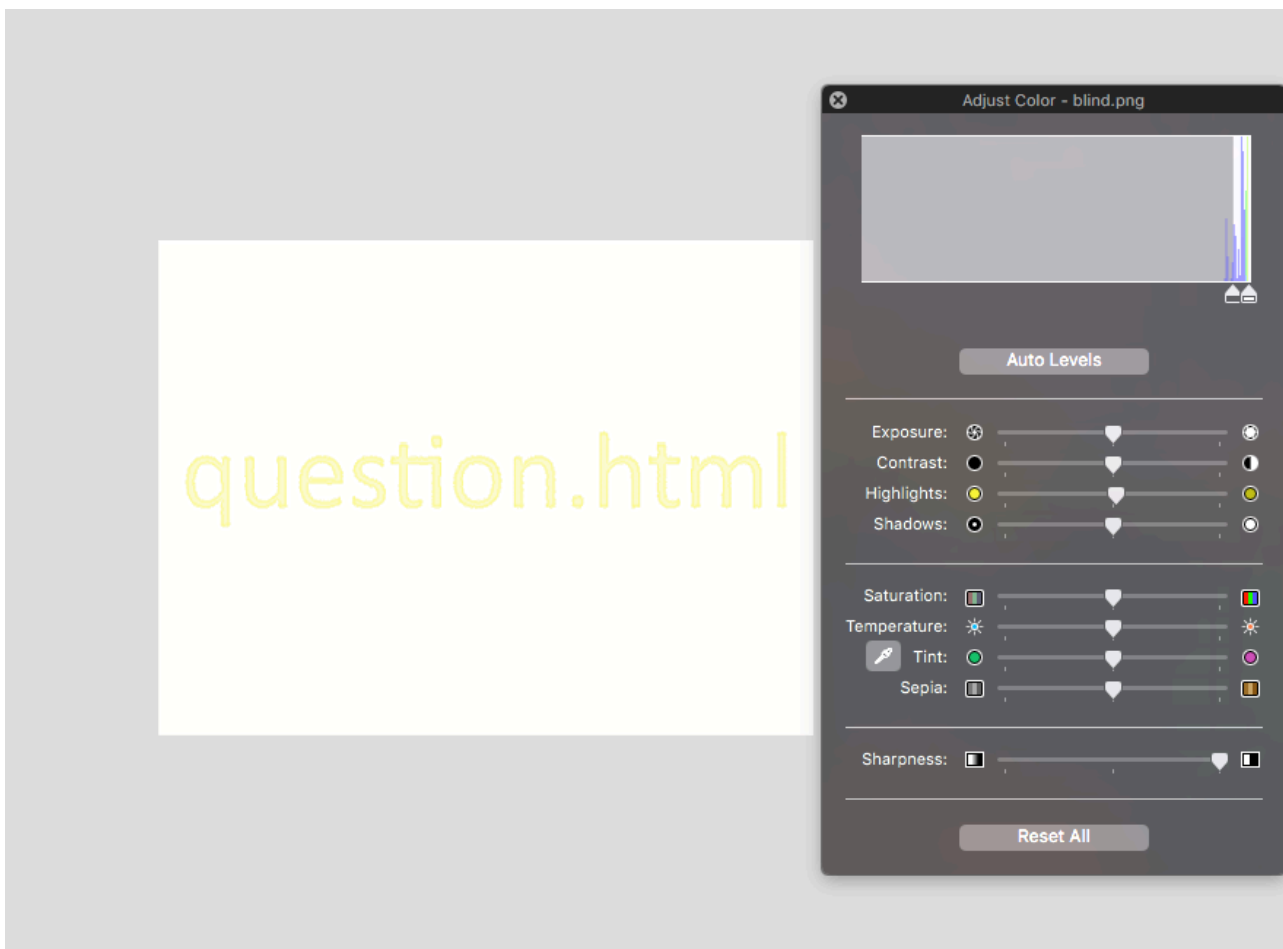 Adjust Color - blind.png
Auto Levels
question.html
Exposure:
Contrast:
Highlights:
Shadows:
Saturation:
Temperature:
Tint:
Sepia:
Sharpness:
Reset All